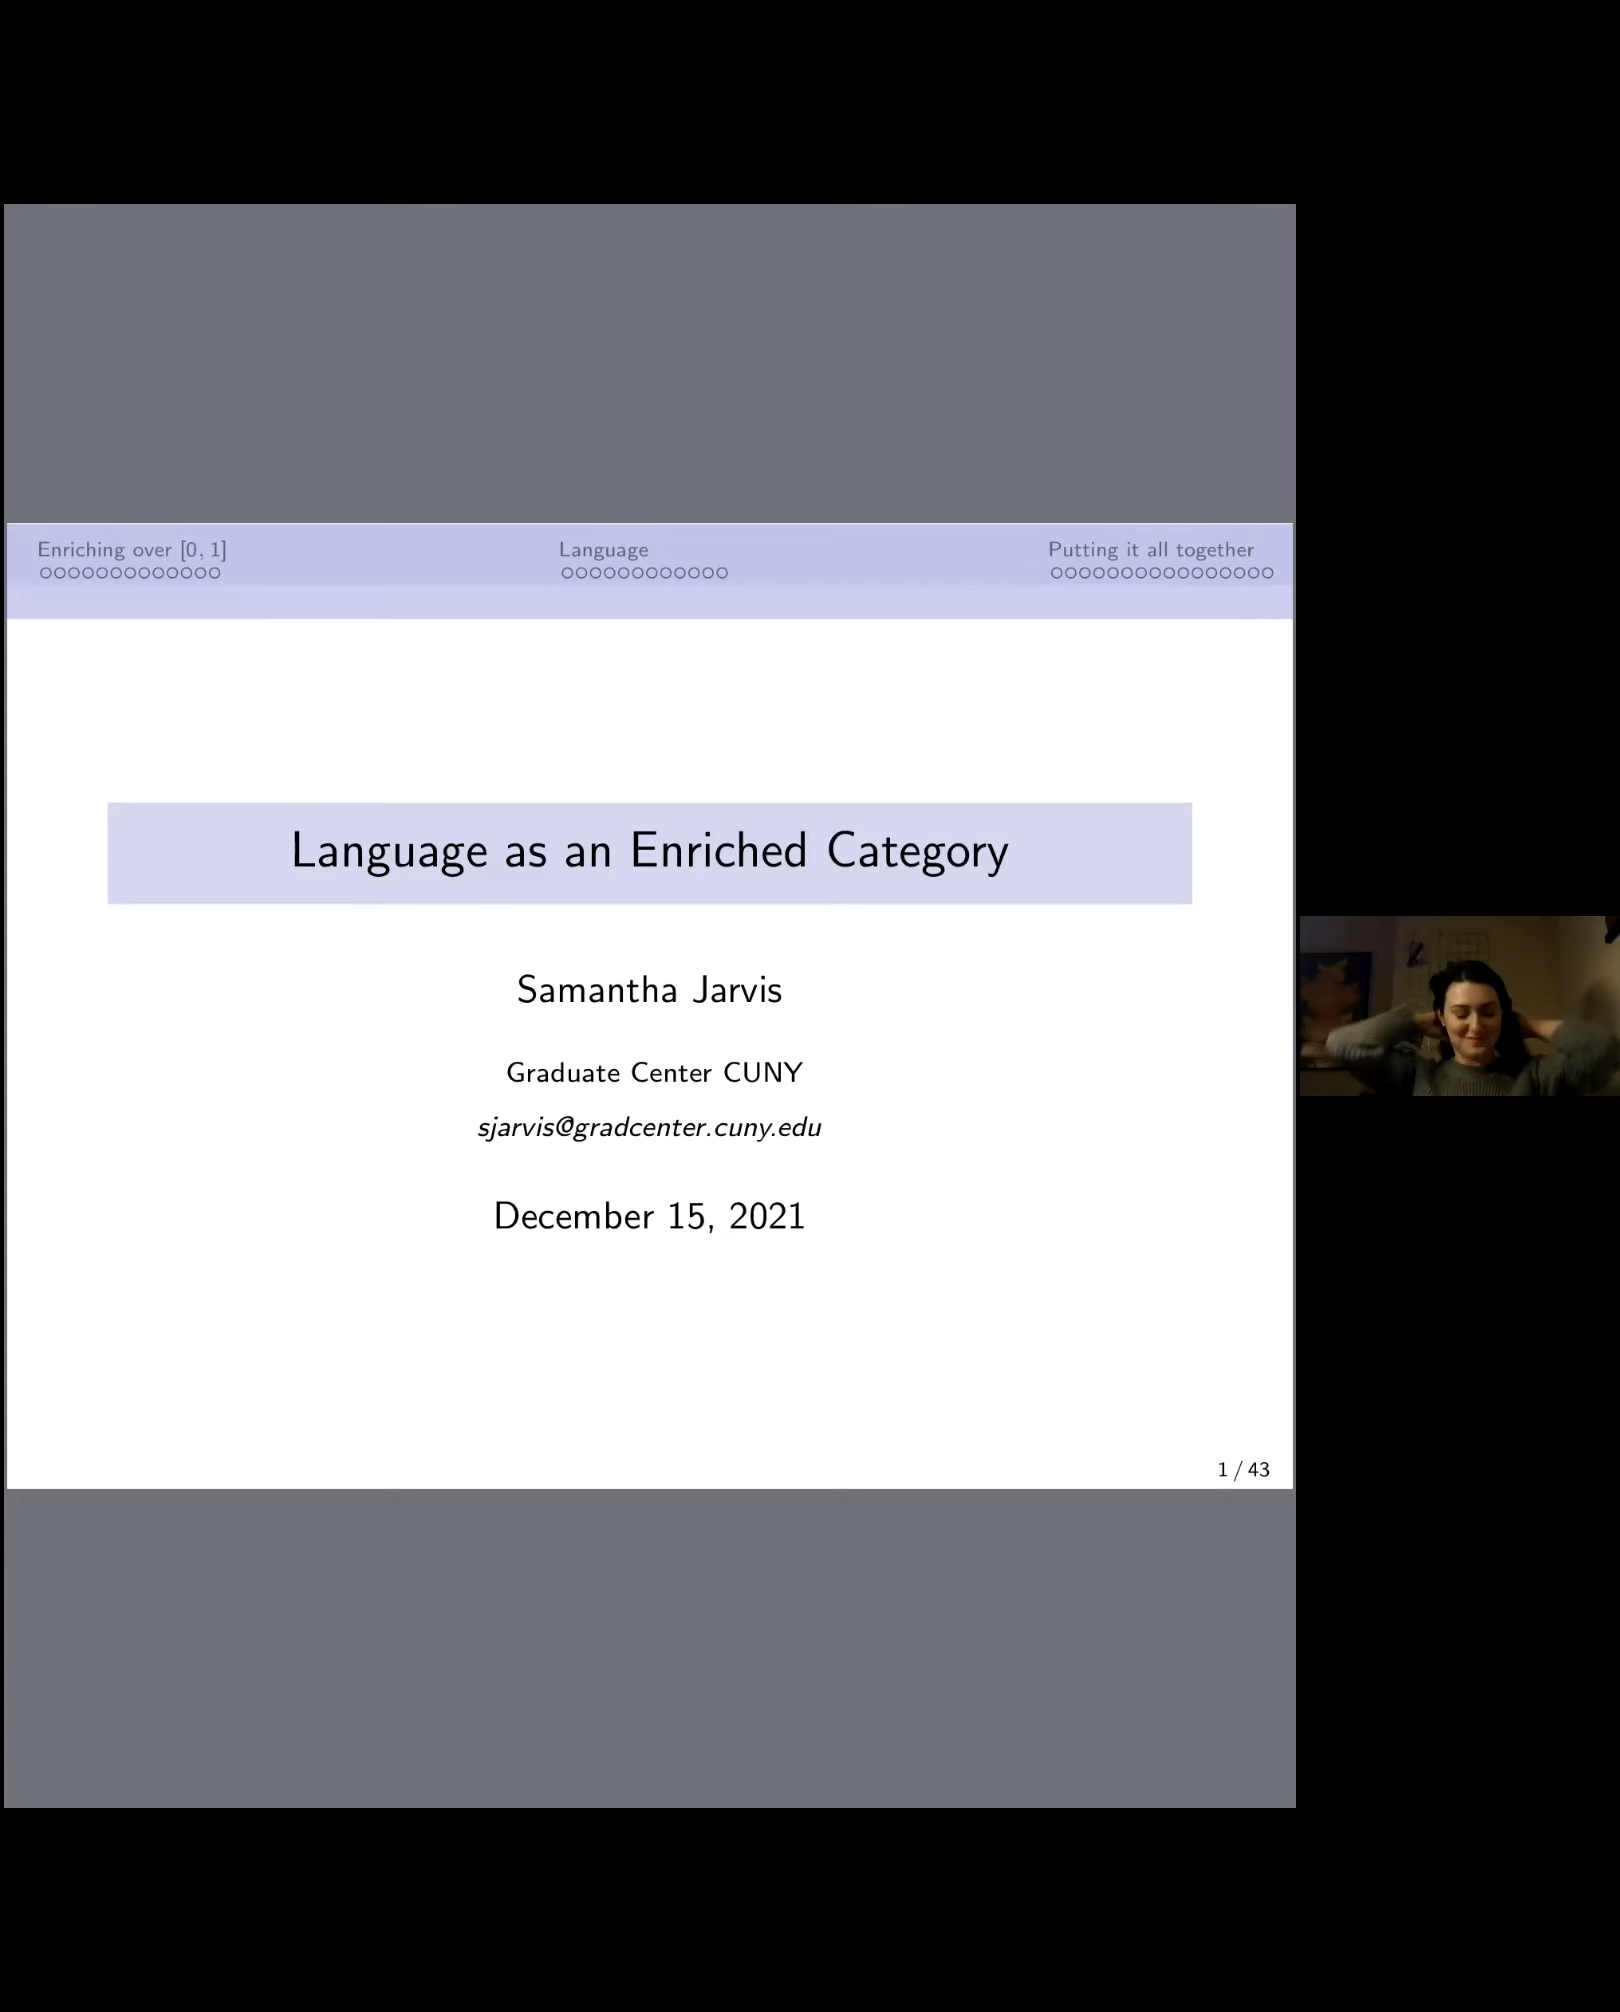 Enriching over [0, 1]
Language
Putting it all together
Language as an Enriched Category
Samantha Jarvis
Graduate Center CUNY
sjarvis@gradcenter.cuny.edu
December 15, 2021
1 / 43